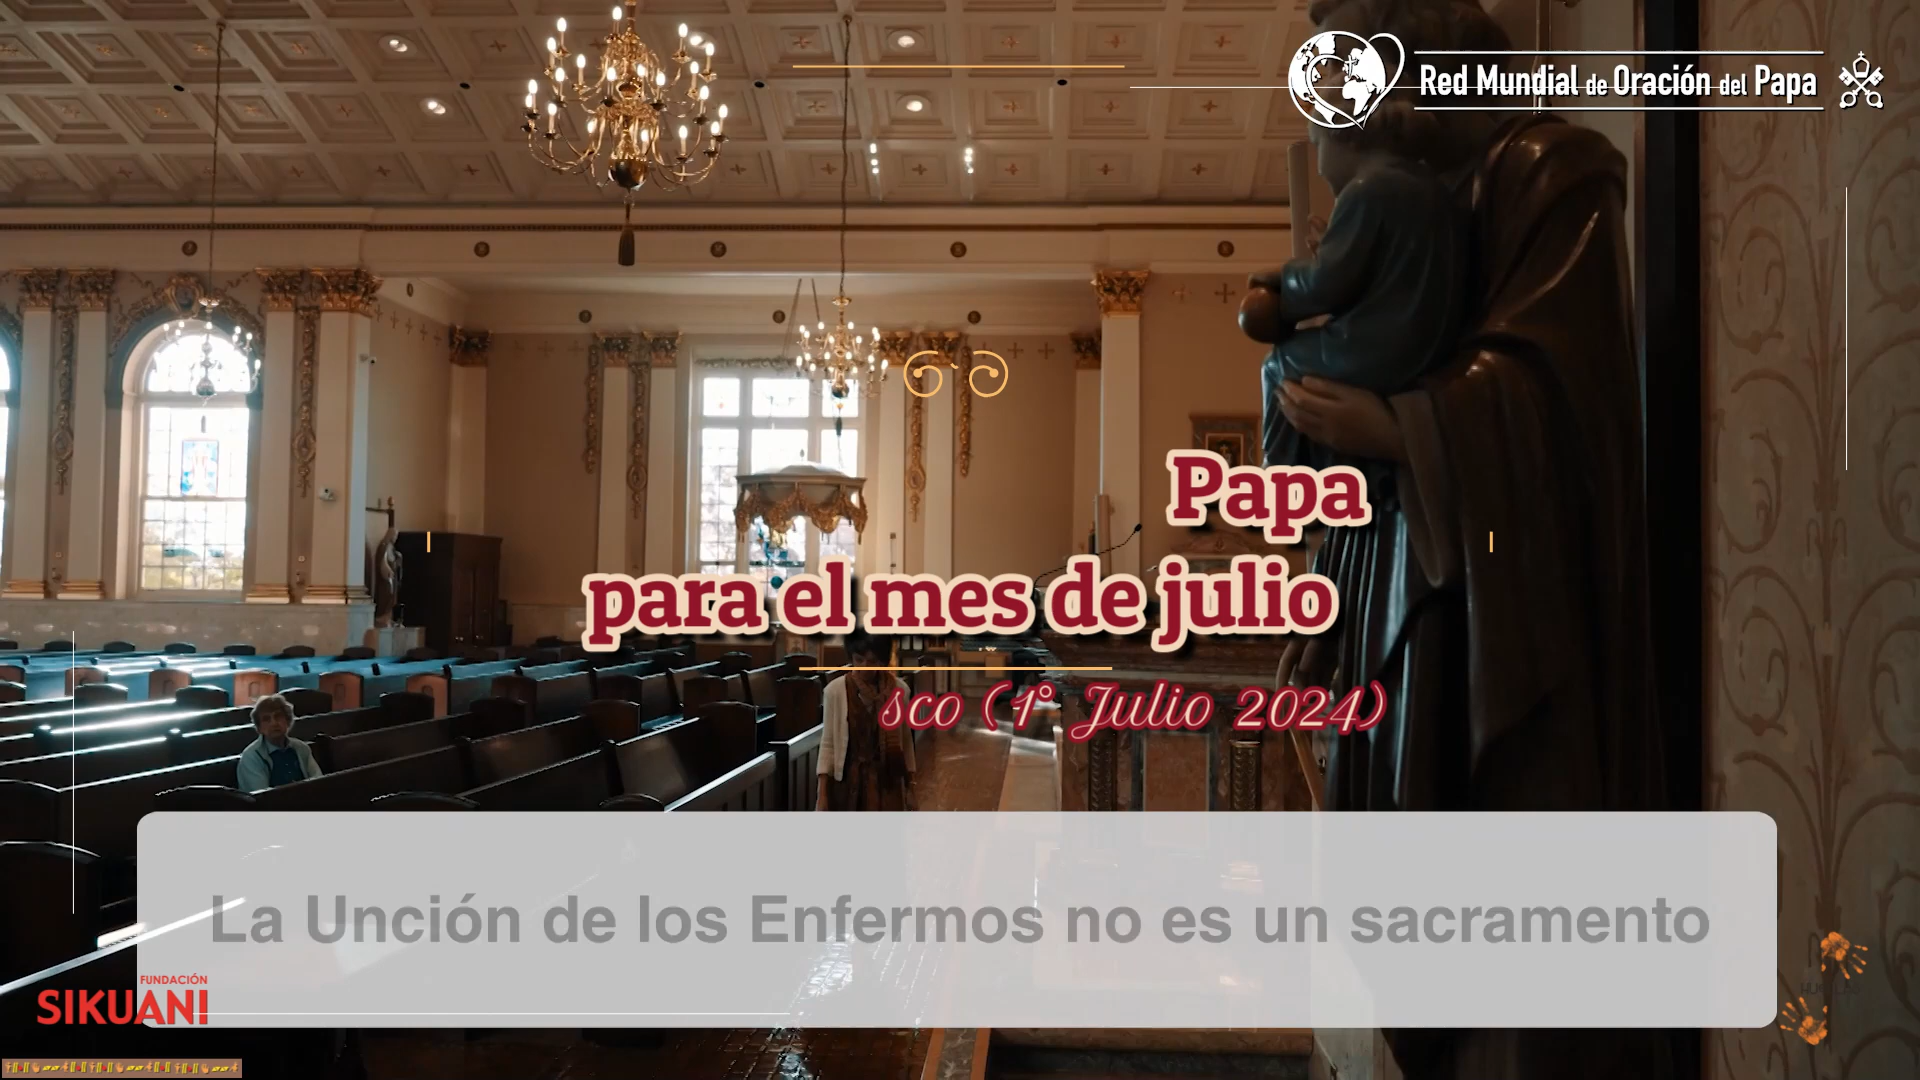 Red Mundial de Oración del Papa
Papa
para el mes de julio
sco (1° Julio 2024)
La Unción de los Enfermos no es un sacramento
FUNDACIÓN
SIKUANI